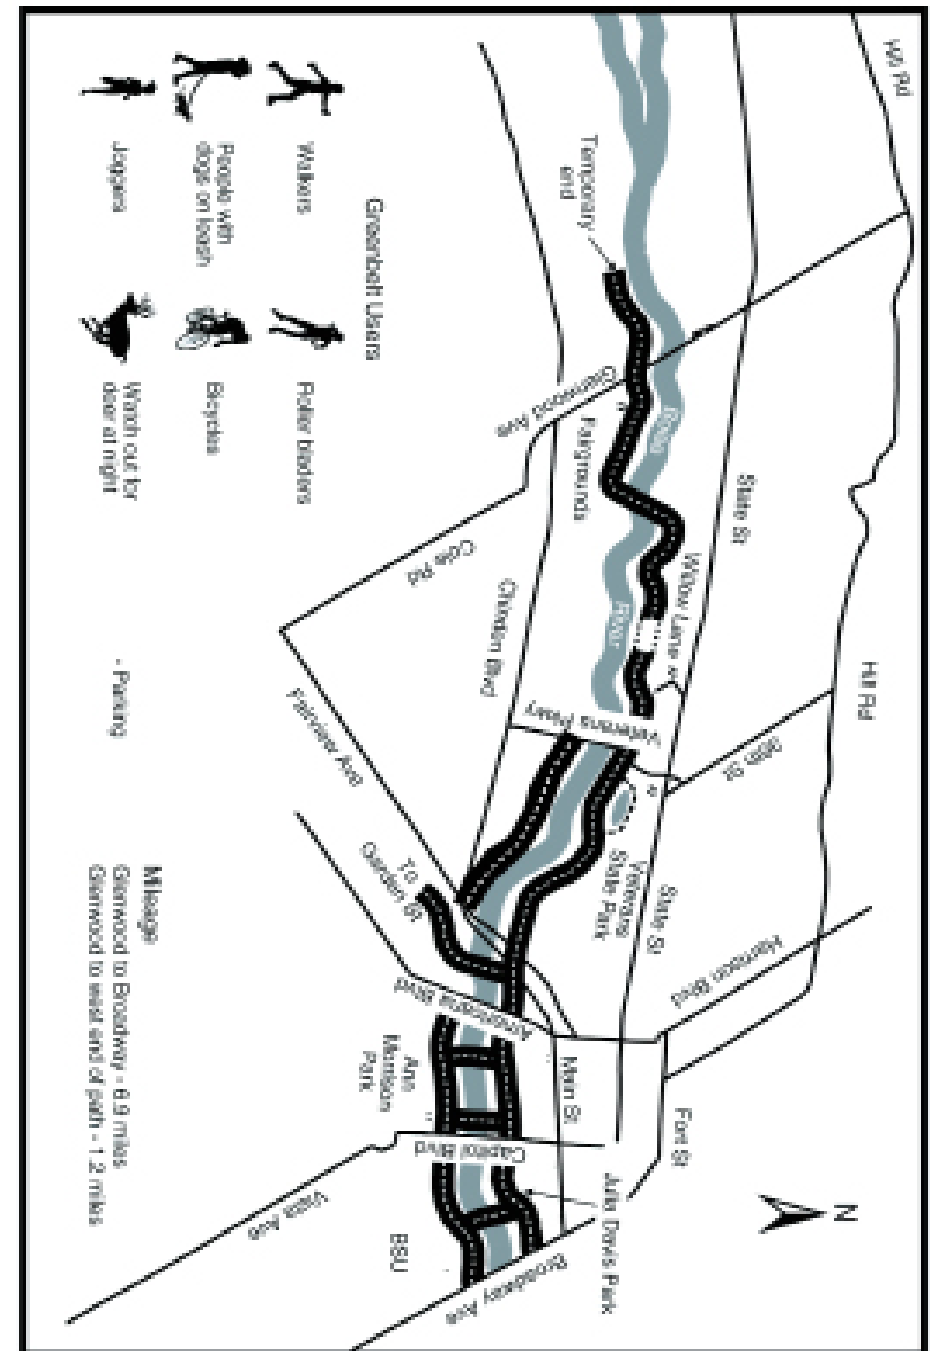 Hill Rd
N
Hill Rd
36th St
Harrison Blvd
Fort St
State St
State St
Willow Lane
Veterans
State Park
Main St
Julia Davis Park
Temporary
end
Boise
River
Glenwood Ave
Fairgrounds
Veterans Pkwy
Chinden Blvd
Cole Rd
Fairview Ave
To
Garden St
Americana Blvd
Ann
Morrison
Park
Capitol Blvd
BSU
Broadway Ave
Vista Ave
Greenbelt Users
Walkers
Roller bladers
People with
dogs on leash
Bicycles
Joggers
Watch out for
deer at night
- Parking
Mileage
Glenwood to Broadway = 6.9 miles
Glenwood to west end of path = 1.2 miles